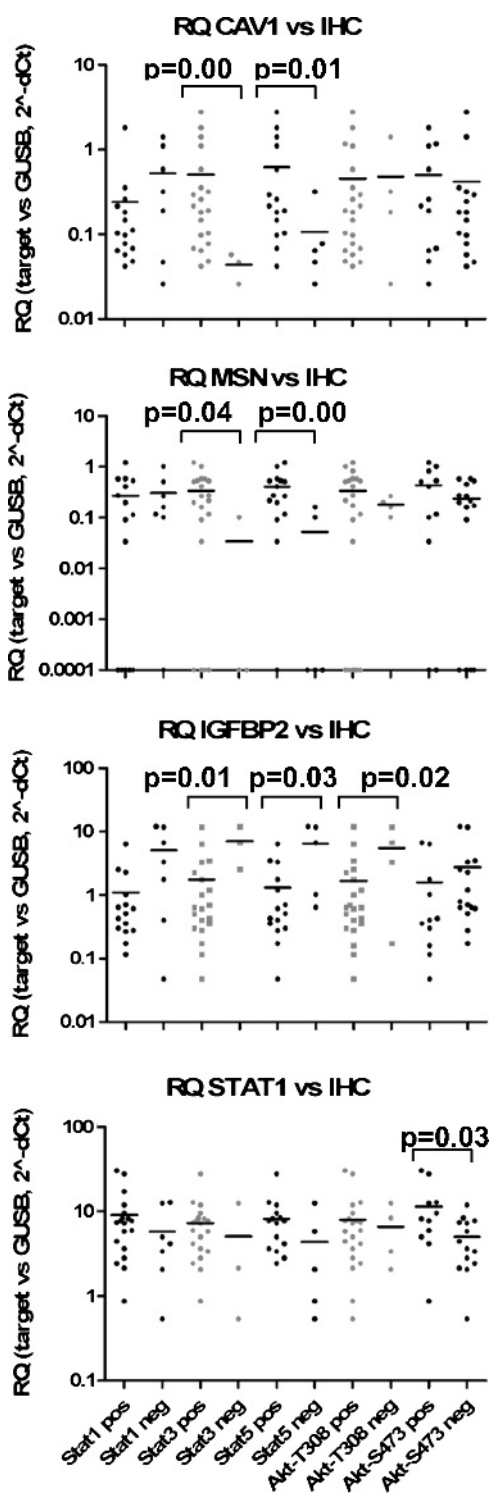 RQ CAV1 vs IHC
p=0.00 p=0.01
RQ (target vs GUSB, 2^-dCt)
10
1
0.1
0.01
RQ MSN vs IHC
p=0.04 p=0.00
RQ (target vs GUSB, 2^-dCt)
10
1
0.1
0.01
0.001
0.0001
RQ IGFBP2 vs IHC
p=0.01 p=0.03 p=0.02
RQ (target vs GUSB, 2^-dCt)
100
10
1
0.1
0.01
RQ STAT1 vs IHC
p=0.03
RQ (target vs GUSB, 2^-dCt)
100
10
1
0.1
Stat1 pos
Stat1 neg
Stat3 pos
Stat3 neg
Stat5 pos
Stat5 neg
Akt-T308 pos
Akt-T308 neg
Akt-S473 pos
Akt-S473 neg